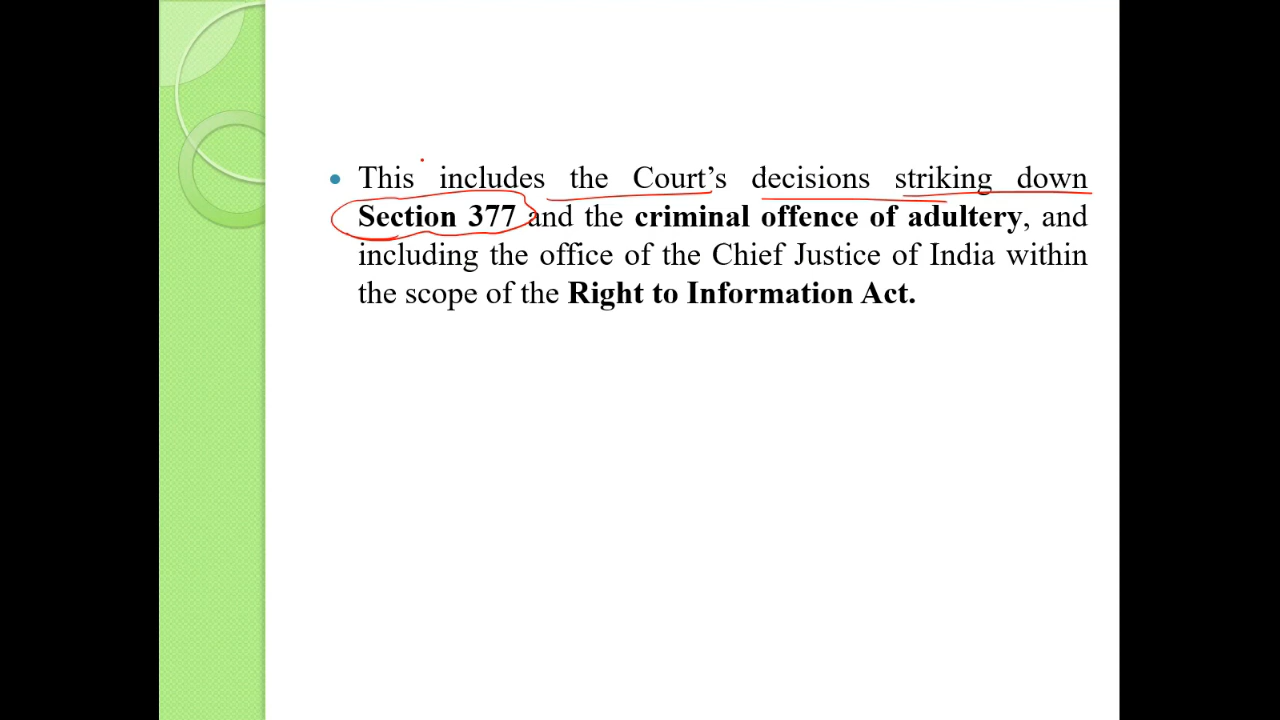 • This includes the Court’s decisions striking down
Section 377 and the criminal offence of adultery, and
including the office of the Chief Justice of India within
the scope of the Right to Information Act.